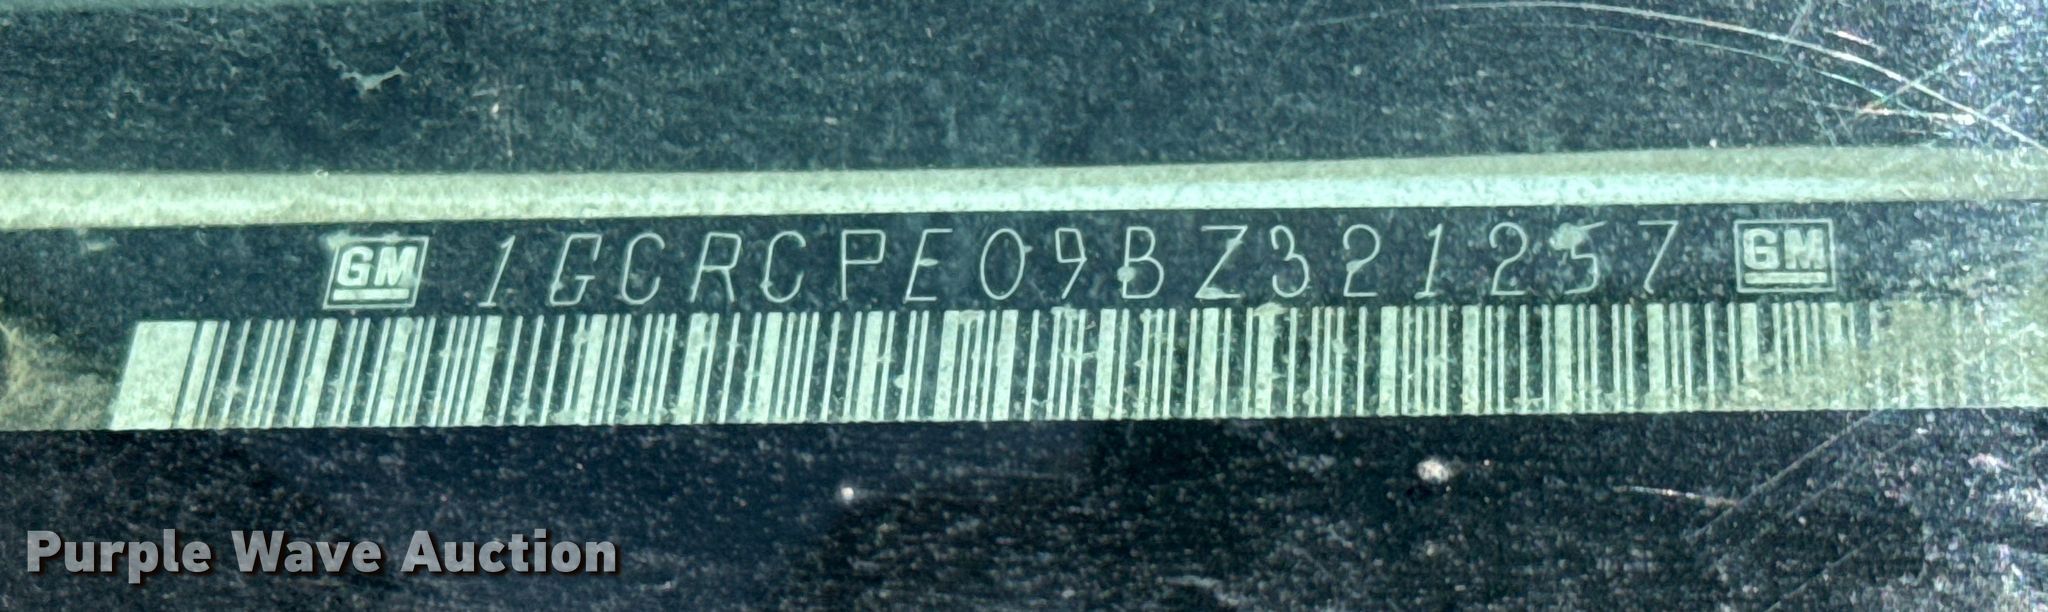 GM 1GCRCPE09BZ321257 GM
Purple Wave Auction